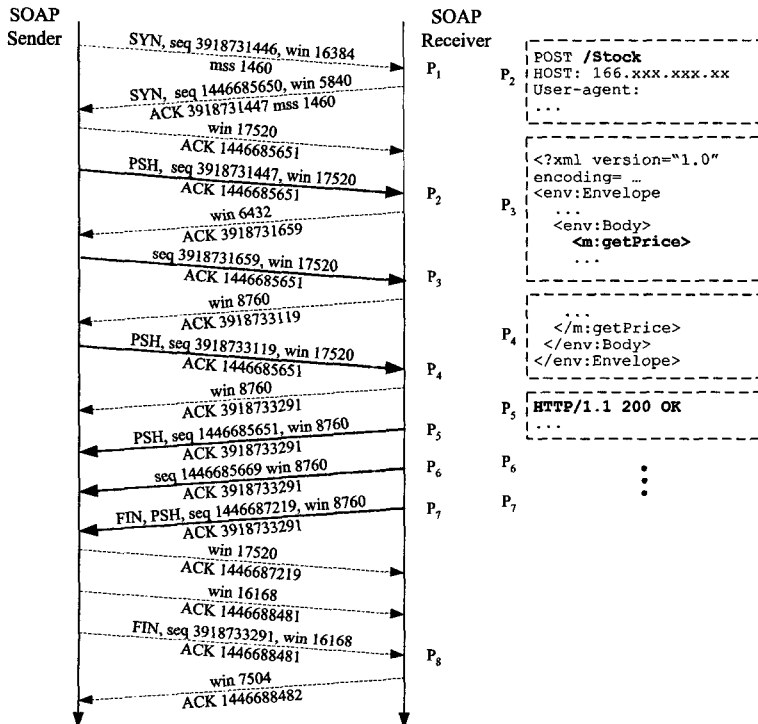 SOAP
Sender
SOAP
Receiver
SYN, seq 3918731446, win 16384
mss 1460
P1
SYN, seq 1446685650, win 5840
ACK 3918731447 mss 1460
win 17520
ACK 1446685651
PSH, seq 3918731447, win 17520
ACK 1446685651
P2
win 6432
ACK 3918731659
seq 3918731659, win 17520
ACK 1446685651
P3
win 8760
ACK 3918733119
PSH, seq 3918733119, win 17520
ACK 1446685651
P4
win 8760
ACK 3918733291
PSH, seq 1446685651, win 8760
ACK 3918733291
P5
seq 1446685669 win 8760
ACK 3918733291
P6
FIN, PSH, seq 1446687219, win 8760
ACK 3918733291
P7
win 17520
ACK 1446687219
win 16168
ACK 1446688481
FIN, seq 3918733291, win 16168
ACK 1446688481
P8
win 7504
ACK 1446688482
P2
POST /Stock
HOST: 166.xxx.xxx.xx
User-agent:
...
P3
<?xml version="1.0"
encoding= …
<env:Envelope
...
<env:Body>
<m:getPrice>
...
P4
...
</m:getPrice>
</env:Body>
</env:Envelope>
P5
HTTP/1.1 200 OK
...
P6
P7